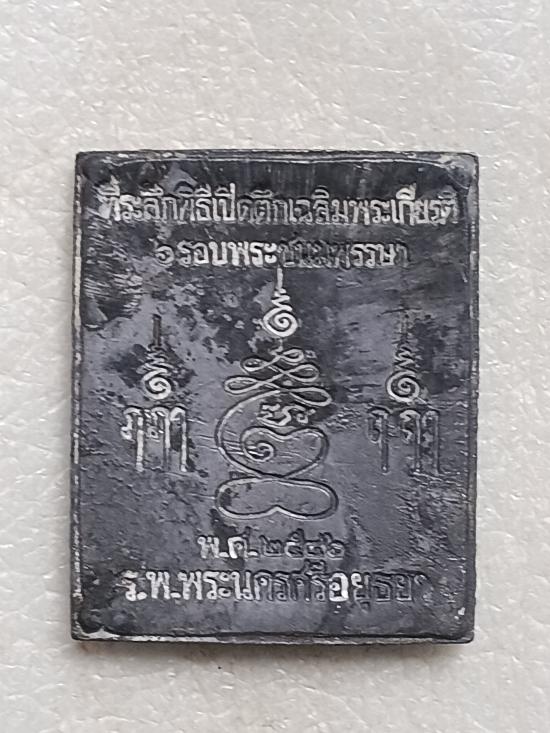 ที่ระลึกพิธีเปิดตึกเฉลิมพระเกียรติ
๖ รอบพระชนมพรรษา
พ.ศ. ๒๕๔๖
ร.พ.พระนครศรีอยุธยา